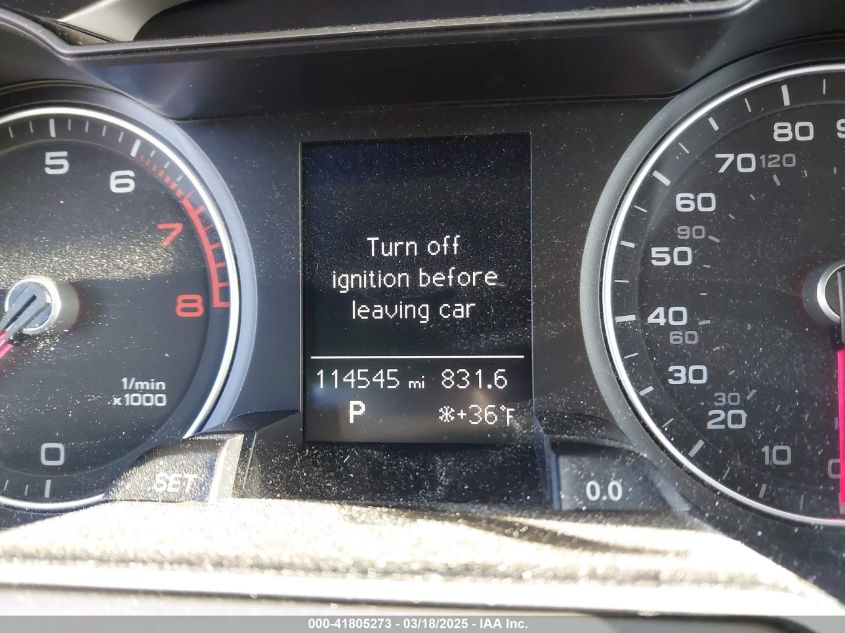 5
6
7
8
1/min
x1000
0
SET
Turn off
ignition before
leaving car
114545 mi 831.6
P ❄+36°F
0.0
80
70 120
60
90
50
40
60
30
30
20
10
0
000-41805273 - 03/18/2025 - IAA Inc.